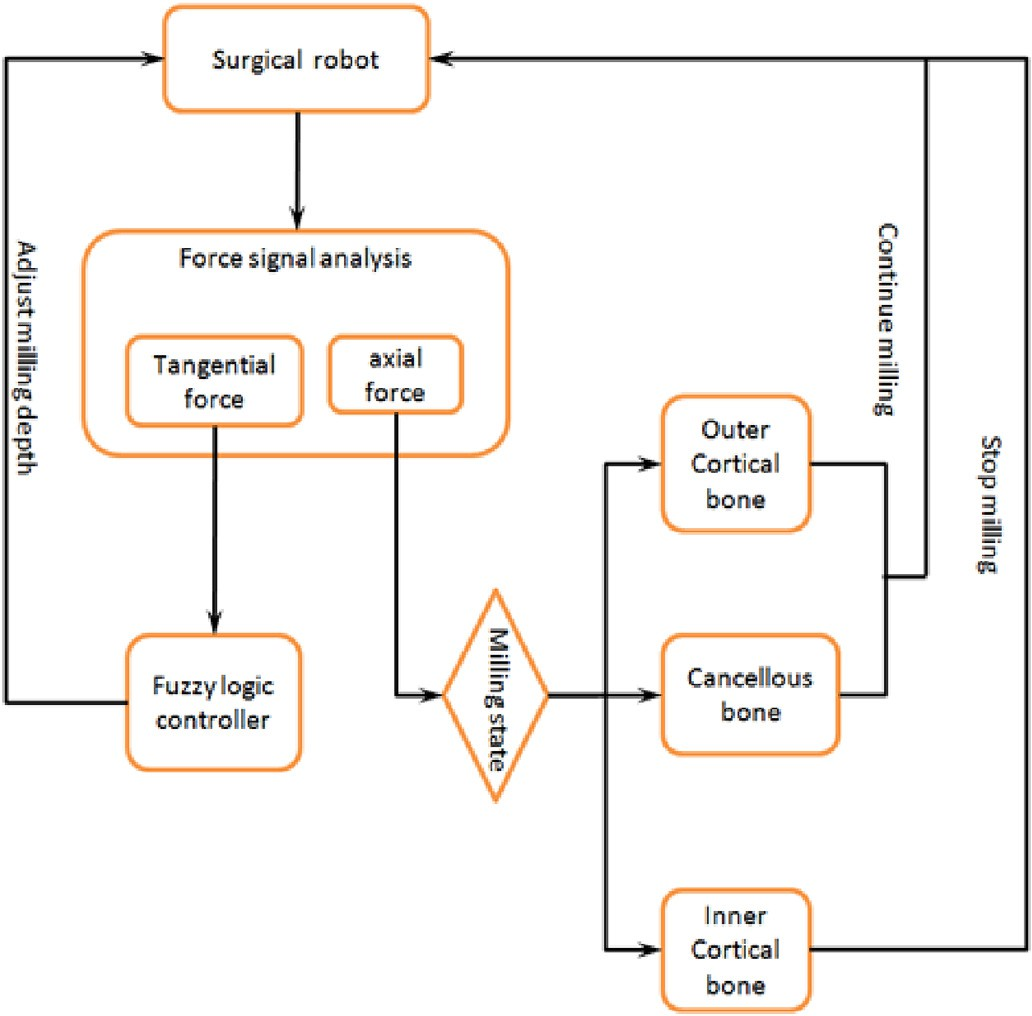 Surgical robot
Force signal analysis
Tangential
force
axial
force
Adjust milling depth
Continue milling
Stop milling
Outer
Cortical
bone
Fuzzy logic
controller
Milling state
Cancellous
bone
Inner
Cortical
bone